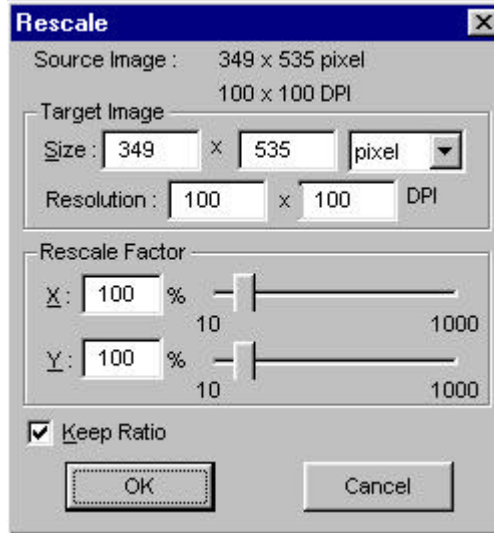 Rescale
Source Image : 349 x 535 pixel
100 x 100 DPI
Target Image
Size : 349 x 535 pixel
Resolution : 100 x 100 DPI
Rescale Factor
X : 100 %
10 1000
Y : 100 %
10 1000
Keep Ratio
OK Cancel